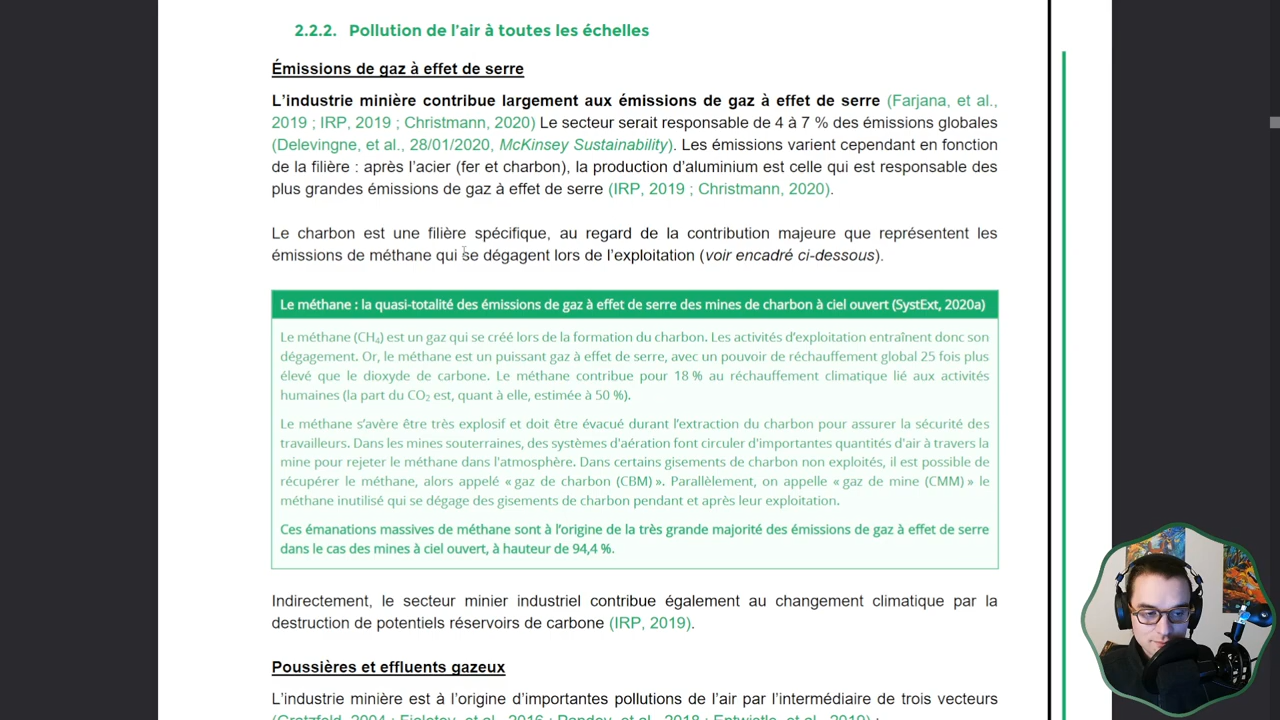 2.2.2. Pollution de l’air à toutes les échelles
Émissions de gaz à effet de serre
L’industrie minière contribue largement aux émissions de gaz à effet de serre (Farjana, et al.,
2019 ; IRP, 2019 ; Christmann, 2020) Le secteur serait responsable de 4 à 7 % des émissions globales
(Delevingne, et al., 28/01/2020, McKinsey Sustainability). Les émissions varient cependant en fonction
de la filière : après l’acier (fer et charbon), la production d’aluminium est celle qui est responsable des
plus grandes émissions de gaz à effet de serre (IRP, 2019 ; Christmann, 2020).
Le charbon est une filière spécifique, au regard de la contribution majeure que représentent les
émissions de méthane qui se dégagent lors de l’exploitation (voir encadré ci-dessous).
Le méthane : la quasi-totalité des émissions de gaz à effet de serre des mines de charbon à ciel ouvert (SystExt, 2020a)
Le méthane (CH₄) est un gaz qui se créé lors de la formation du charbon. Les activités d’exploitation entraînent donc son
dégagement. Or, le méthane est un puissant gaz à effet de serre, avec un pouvoir de réchauffement global 25 fois plus
élevé que le dioxyde de carbone. Le méthane contribue pour 18 % au réchauffement climatique lié aux activités
humaines (la part du CO₂ est, quant à elle, estimée à 50 %).
Le méthane s’avère être très explosif et doit être évacué durant l’extraction du charbon pour assurer la sécurité des
travailleurs. Dans les mines souterraines, des systèmes d'aération font circuler d'importantes quantités d'air à travers la
mine pour rejeter le méthane dans l'atmosphère. Dans certains gisements de charbon non exploités, il est possible de
récupérer le méthane, alors appelé « gaz de charbon (CBM) ». Parallèlement, on appelle « gaz de mine (CMM) » le
méthane inutilisé qui se dégage des gisements de charbon pendant et après leur exploitation.
Ces émanations massives de méthane sont à l’origine de la très grande majorité des émissions de gaz à effet de serre
dans le cas des mines à ciel ouvert, à hauteur de 94,4 %.
Indirectement, le secteur minier industriel contribue également au changement climatique par la
destruction de potentiels réservoirs de carbone (IRP, 2019).
Poussières et effluents gazeux
L’industrie minière est à l’origine d’importantes pollutions de l’air par l’intermédiaire de trois vecteurs